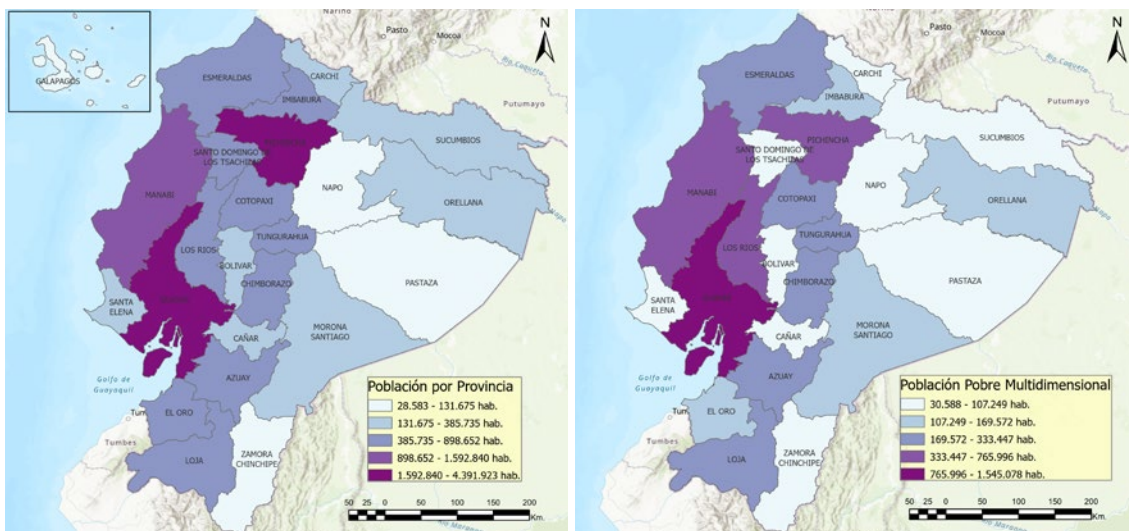 Nariño
Pasto
Mocoa
N
GALAPAGOS
ESMERALDAS
CARCHI
IMBABURA
Putumayo
SUCUMBIOS
SANTO DOMINGO DE
LOS TSACHILAS
NAPO
MANABI
COTOPAXI
ORELLANA
TUNGURAHUA
LOS RIOS
BOLIVAR
PASTAZA
CHIMBORAZO
SANTA
ELENA
MORONA
SANTIAGO
CAÑAR
Golfo de
Guayaquil
AZUAY
Tumbes
EL ORO
LOJA
ZAMORA
CHINCHIPE
Población por Provincia
28.583 - 131.675 hab.
131.675 - 385.735 hab.
385.735 - 898.652 hab.
898.652 - 1.592.840 hab.
1.592.840 - 4.391.923 hab.
50 25 0 50 100 150 200
Km.
Nariño
Pasto
Mocoa
N
Rio Caqueta
ESMERALDAS
CARCHI
IMBABURA
Putumayo
PICHINCHA
SUCUMBIOS
SANTO DOMINGO DE
LOS TSACHILAS
NAPO
MANABI
COTOPAXI
ORELLANA
TUNGURAHUA
LOS RIOS
BOLIVAR
PASTAZA
CHIMBORAZO
SANTA
ELENA
MORONA
SANTIAGO
CAÑAR
Golfo de
Guayaquil
AZUAY
Tum
Tumbes
EL ORO
LOJA
ZAMORA
CHINCHIPE
Población Pobre Multidimensional
30.588 - 107.249 hab.
107.249 - 169.572 hab.
169.572 - 333.447 hab.
333.447 - 765.996 hab.
765.996 - 1.545.078 hab.
50 25 0 50 100 150 200
Km.